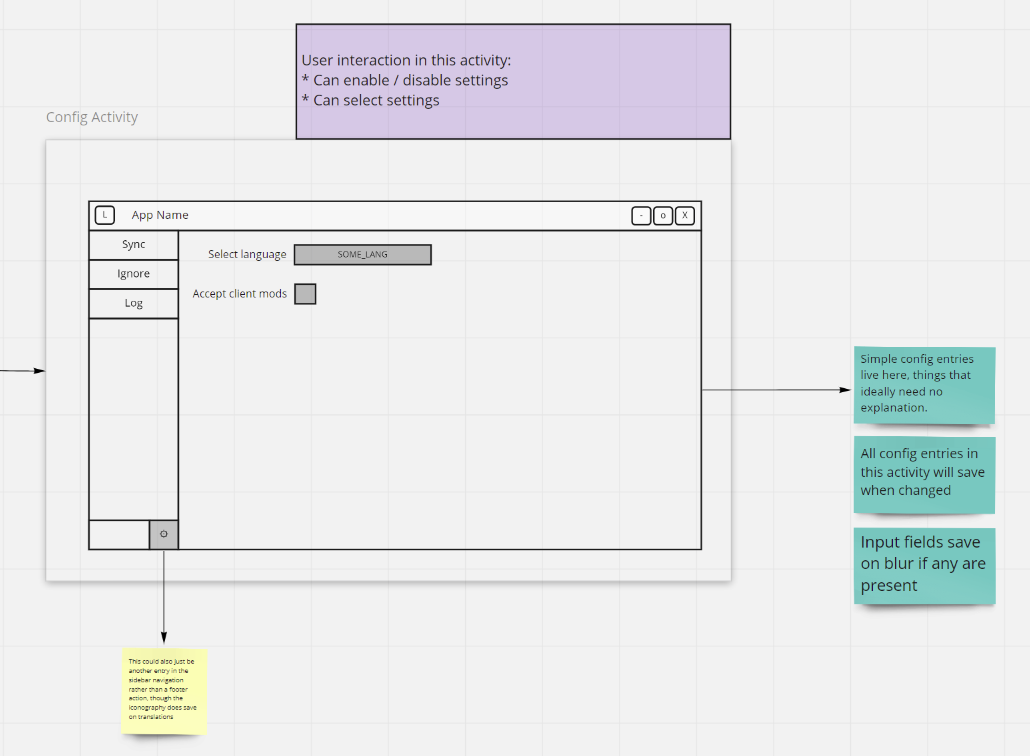 User interaction in this activity:
* Can enable / disable settings
* Can select settings
Config Activity
L
App Name
-
o
X
Sync
Ignore
Log
Select language
SOME_LANG
Accept client mods
O
Simple config entries
live here, things that
ideally need no
explanation.
All config entries in
this activity will save
when changed
Input fields save
on blur if any are
present
This could also just be
another entry in the
sidebar navigation
rather than a footer
action, though the
iconography does save
on translations